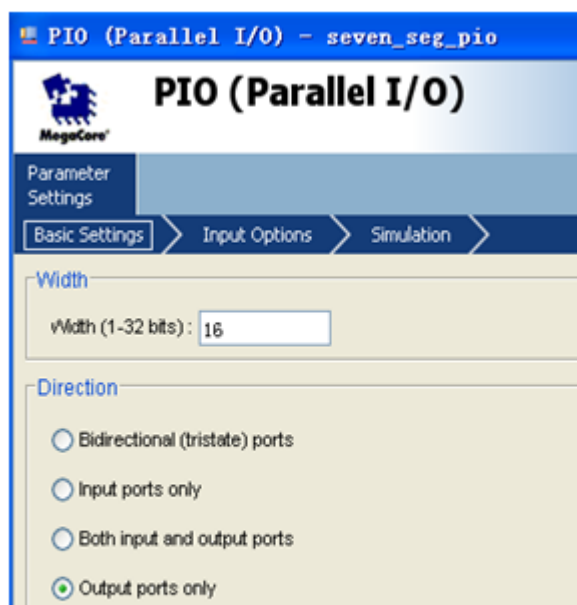 PIO (Parallel I/O) - seven_seg_pio
PIO (Parallel I/O)
MegaCore'
Parameter
Settings
Basic Settings
Input Options
Simulation
Width
Width (1-32 bits) : 16
Direction
Bidirectional (tristate) ports
Input ports only
Both input and output ports
Output ports only